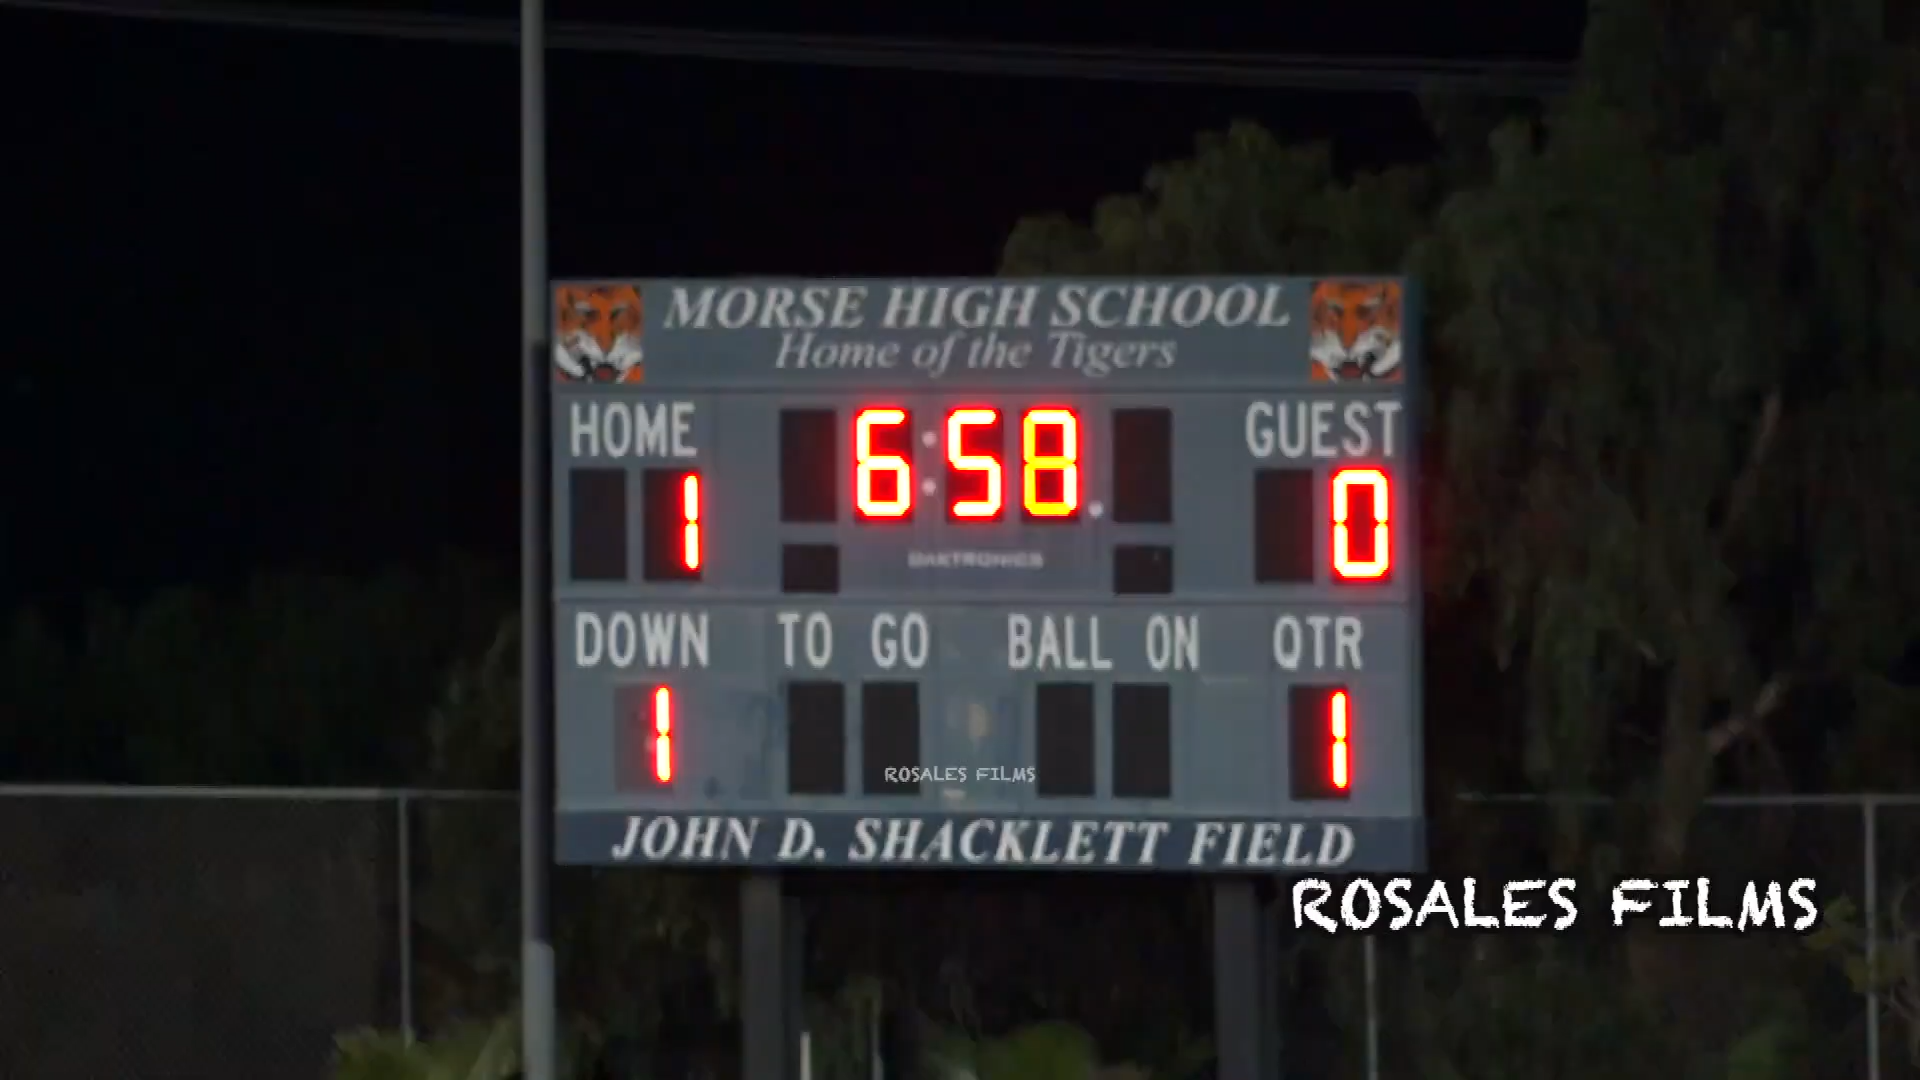 MORSE HIGH SCHOOL
Home of the Tigers
HOME 6:58. GUEST
1 0
DAKTRONICS
DOWN TO GO BALL ON QTR
1 1
ROSALES FILMS
JOHN D. SHACKLETT FIELD
ROSALES FILMS